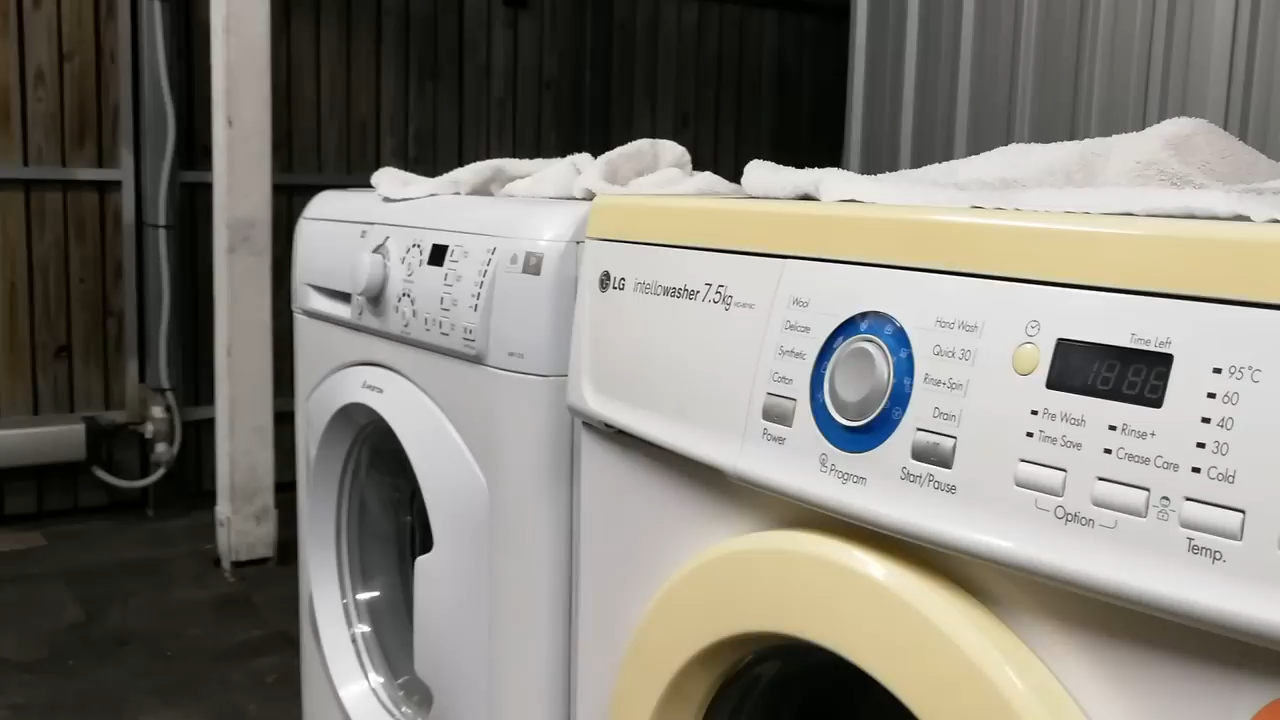 ARISTON
LG intellowasher 7.5kg
Wool
Delicate
Synthetic
Cotton
Power
Program
Hand Wash
Quick 30
Rinse+Spin
Drain
Start/Pause
Time Left
18:88
Pre Wash
Time Save
Rinse+
Crease Care
Option
95°C
60
40
30
Cold
Temp.